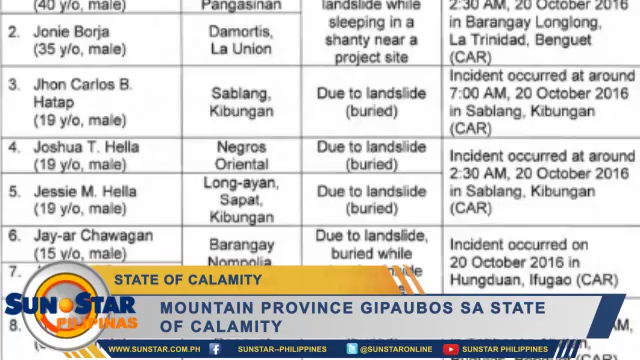 (40 y/o, male) Pangasinan landslide while 2:30 AM, 20 October 2016
2. Jonie Borja Damortis, sleeping in a in Barangay Longlong,
(35 y/o, male) La Union shanty near a La Trinidad, Benguet
project site (CAR)
3. Jhon Carlos B. Sablang, Due to landslide Incident occurred at around
Hatap Kibungan (buried) 7:00 AM, 20 October 2016
(19 y/o, male) in Sablang, Kibungan
(CAR)
4. Joshua T. Hella Negros Due to landslide Incident occurred at around
(19 y/o, male) Oriental (buried) 2:30 AM, 20 October 2016
5. Jessie M. Hella Long-ayan, Due to landslide in Sablang, Kibungan
(19 y/o, male) Sapat, (buried) (CAR)
Kibungan
6. Jay-ar Chawagan Barangay Due to landslide, Incident occurred on
(15 y/o, male) Nompolia buried while 20 October 2016 in
7. Hungduan, Ifugao (CAR)
8.
STATE OF CALAMITY
SUN STAR
PILIPINAS
MOUNTAIN PROVINCE GIPAUBOS SA STATE
OF CALAMITY
WWW.SUNSTAR.COM.PH SUNSTAR--PHILIPPINES @SUNSTARONLINE SUNSTAR PHILIPPINES